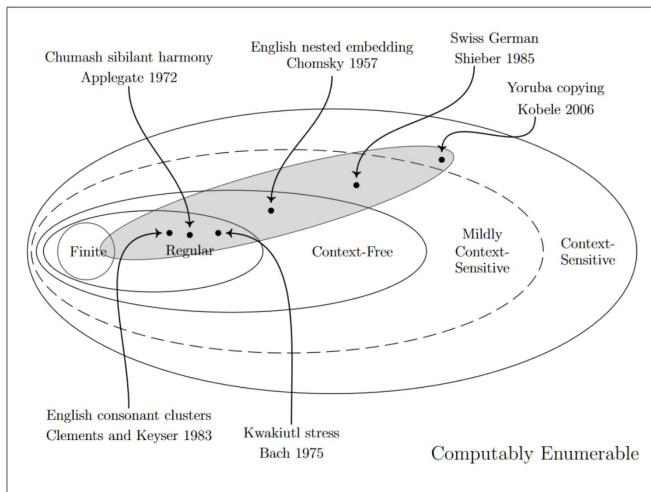 Swiss German
Shieber 1985
English nested embedding
Chomsky 1957
Chumash sibilant harmony
Applegate 1972
Yoruba copying
Kobele 2006
Finite
Regular
Context-Free
Mildly
Context-
Sensitive
Context-
Sensitive
English consonant clusters
Clements and Keyser 1983
Kwakiutl stress
Bach 1975
Computably Enumerable